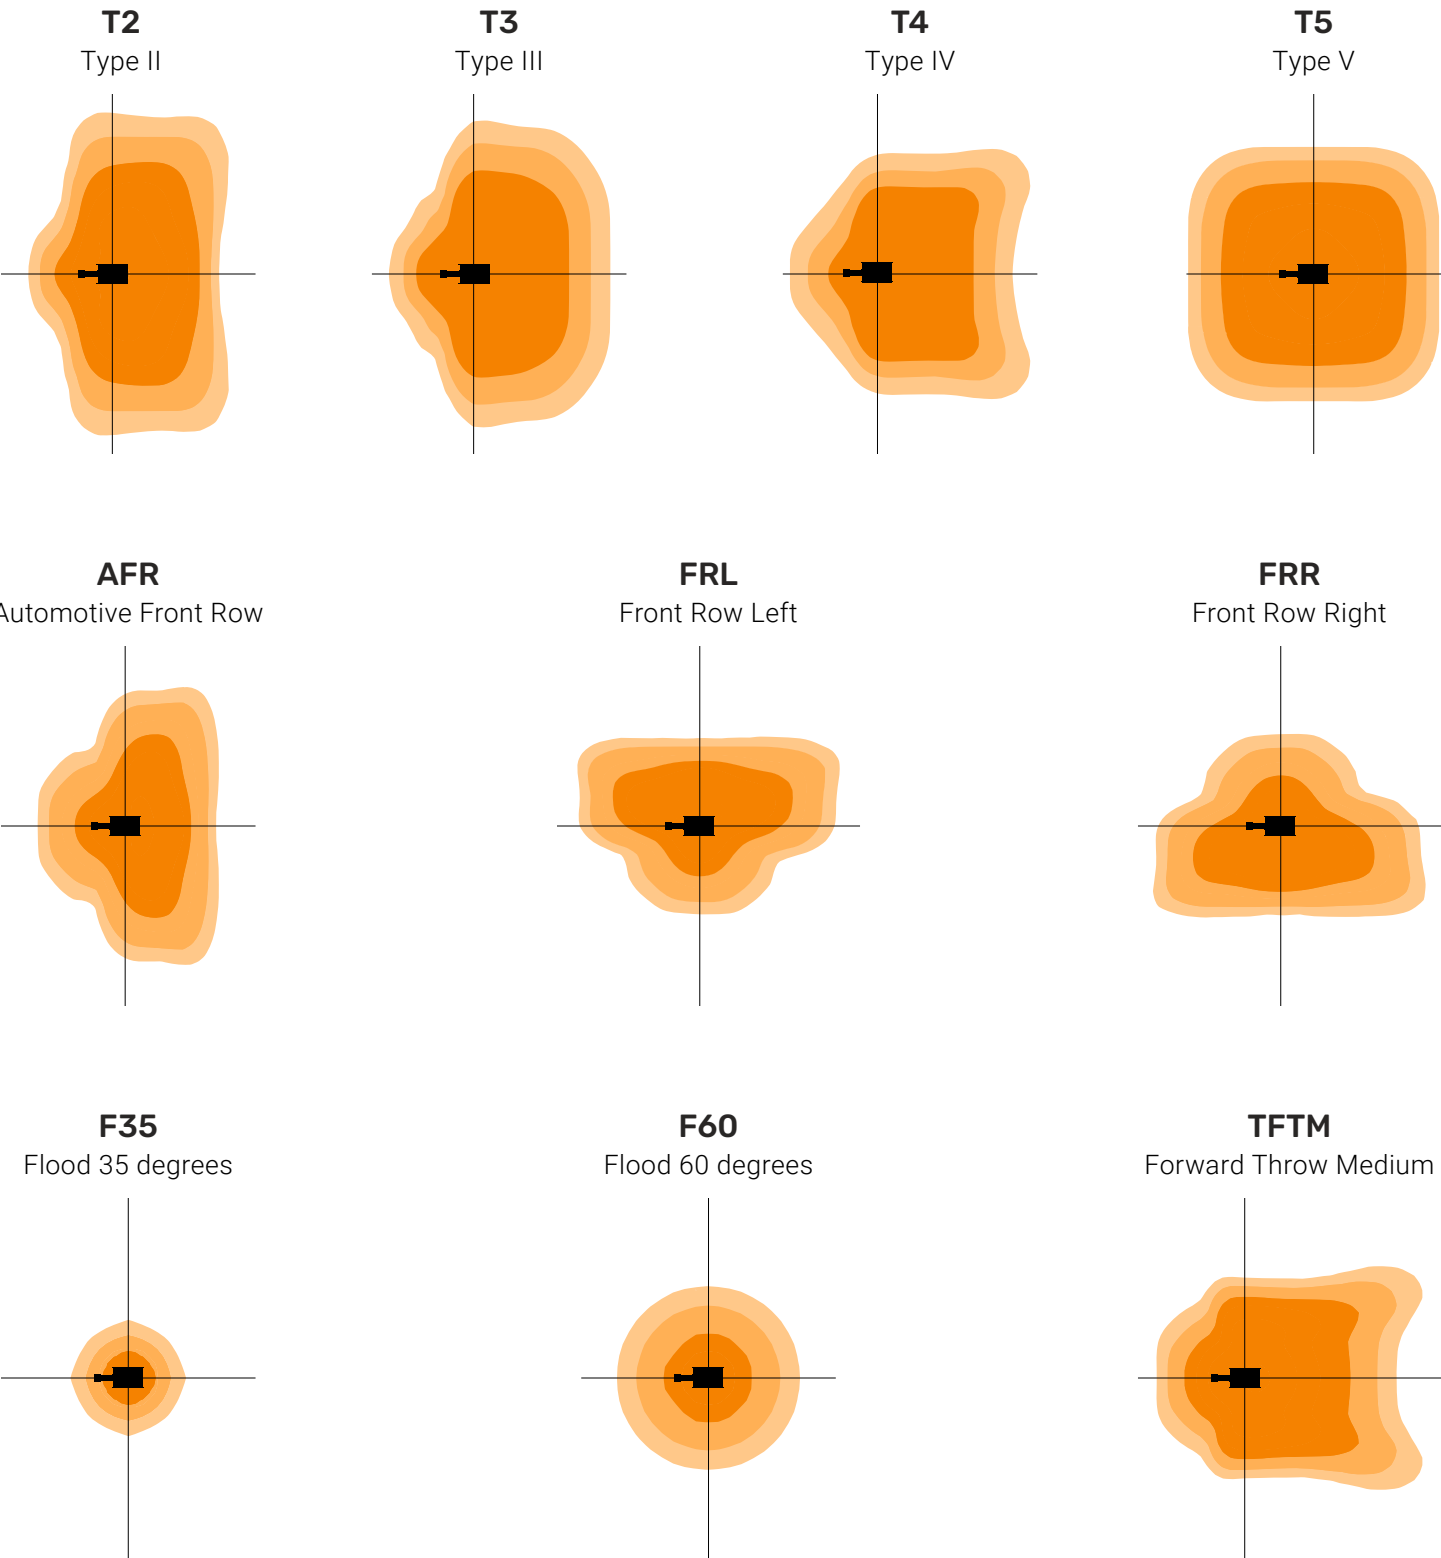 T2
Type II
T3
Type III
T4
Type IV
T5
Type V
AFR
Automotive Front Row
FRL
Front Row Left
FRR
Front Row Right
F35
Flood 35 degrees
F60
Flood 60 degrees
TFTM
Forward Throw Medium